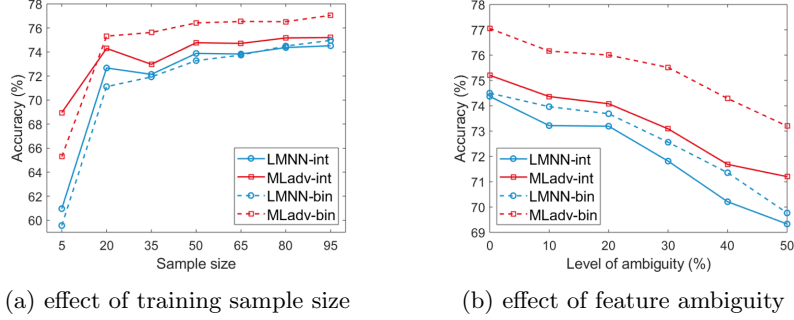 78
76
74
72
70
68
66
64
62
60
Accuracy (%)
LMNN-int
MLadv-int
LMNN-bin
MLadv-bin
5 20 35 50 65 80 95
Sample size
(a) effect of training sample size
78
77
76
75
74
73
72
71
70
69
Accuracy (%)
LMNN-int
MLadv-int
LMNN-bin
MLadv-bin
0 10 20 30 40 50
Level of ambiguity (%)
(b) effect of feature ambiguity